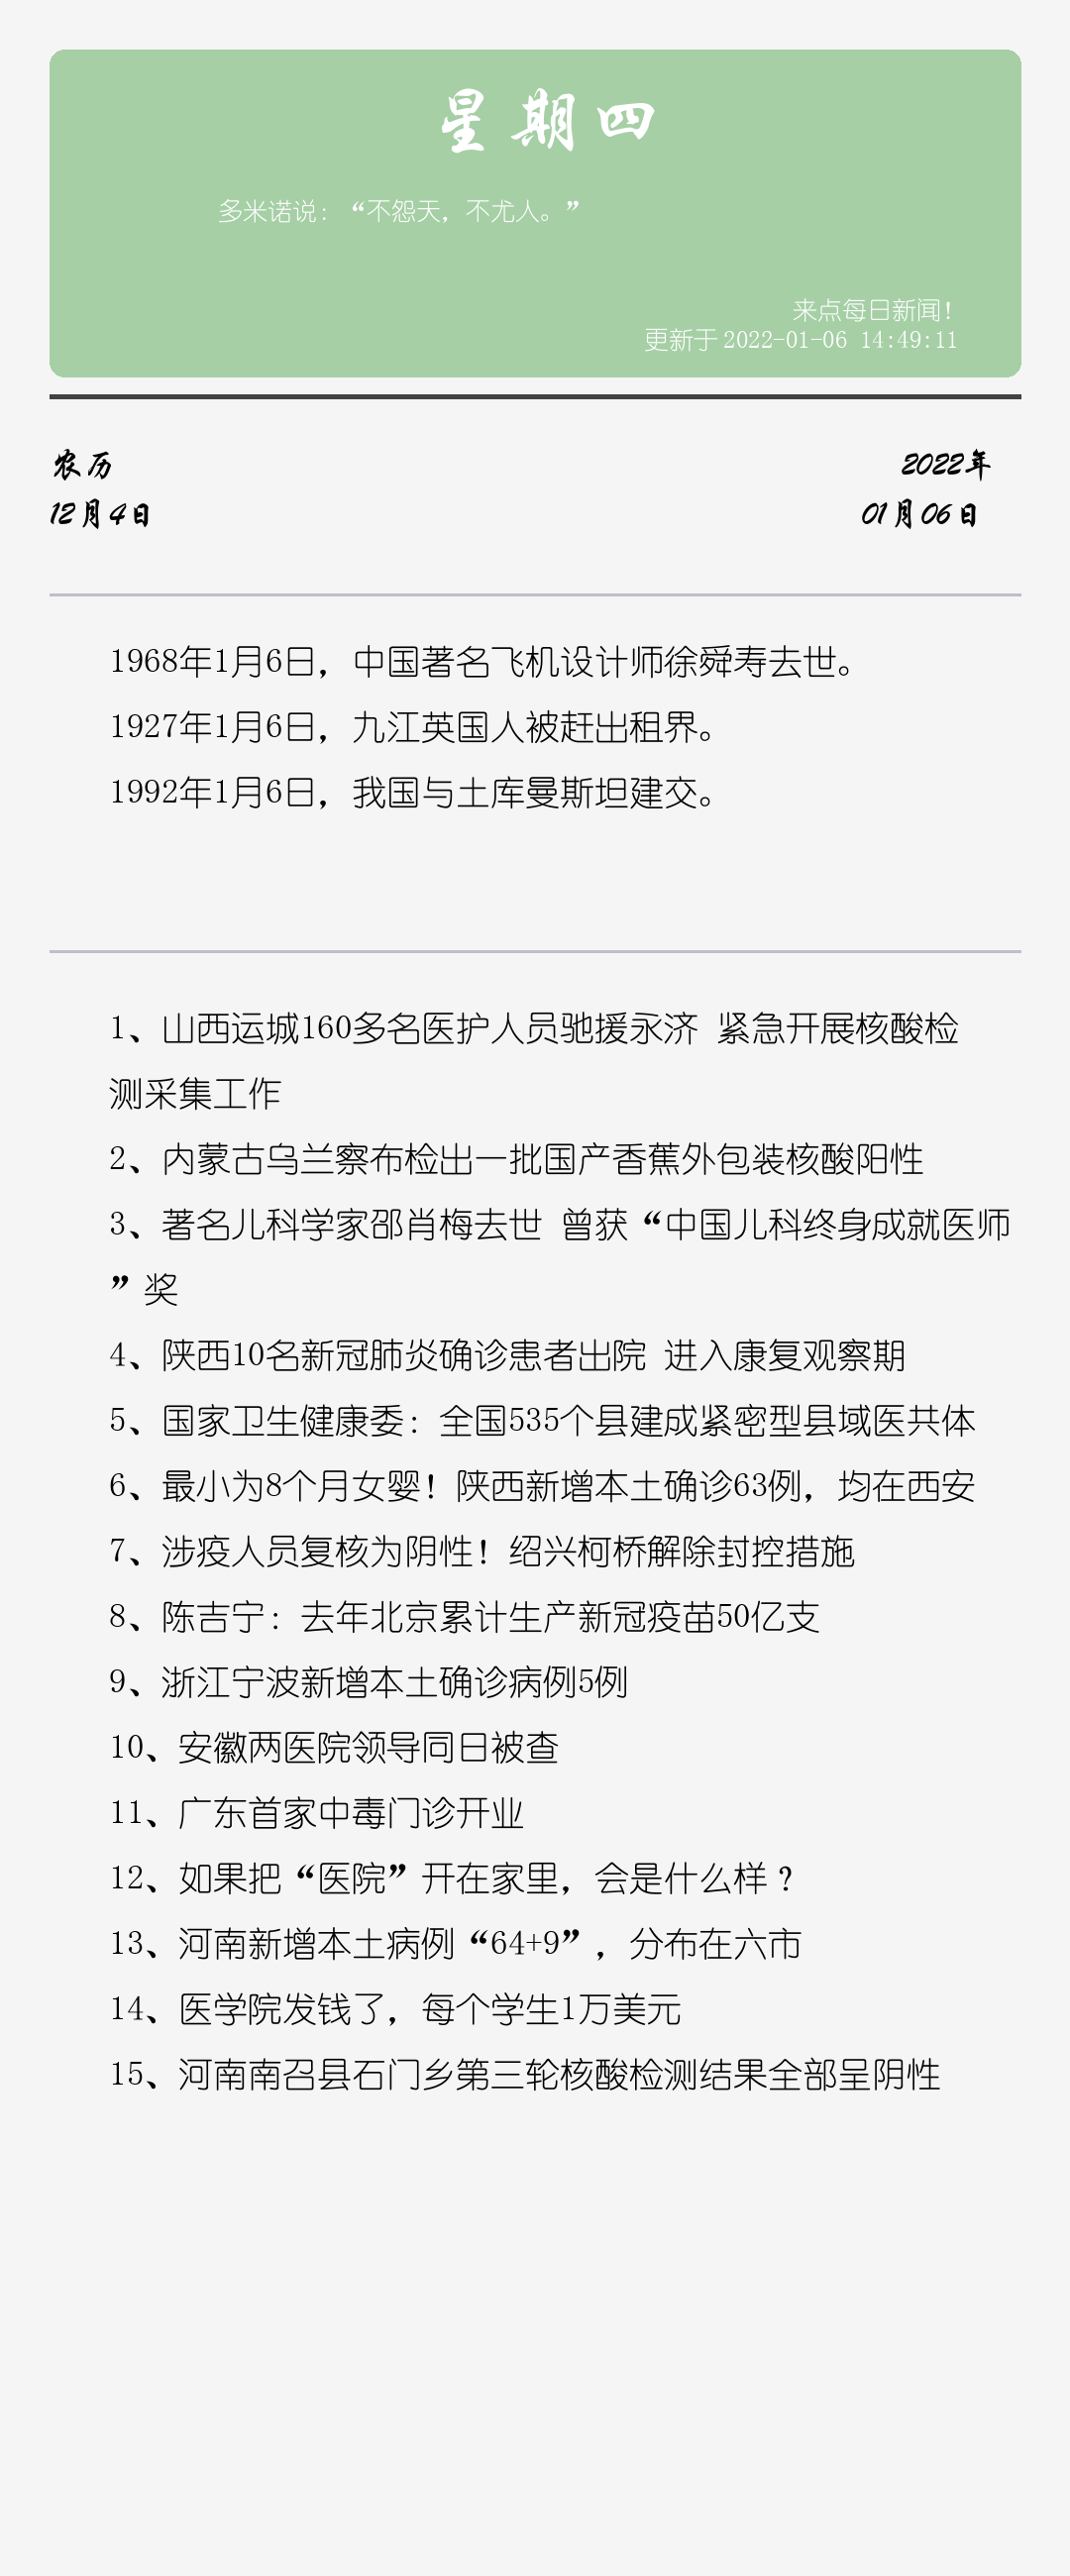 星期四
多米诺说：“不怨天，不尤人。”
来点每日新闻！
更新于2022-01-06 14:49:11
农历
12月4日
2022年
01月06日
1968年1月6日，中国著名飞机设计师徐舜寿去世。
1927年1月6日，九江英国人被赶出租界。
1992年1月6日，我国与土库曼斯坦建交。
1、山西运城160多名医护人员驰援永济 紧急开展核酸检
测采集工作
2、内蒙古乌兰察布检出一批国产香蕉外包装核酸阳性
3、著名儿科学家邵肖梅去世 曾获“中国儿科终身成就医师
”奖
4、陕西10名新冠肺炎确诊患者出院 进入康复观察期
5、国家卫生健康委：全国535个县建成紧密型县域医共体
6、最小为8个月女婴！陕西新增本土确诊63例，均在西安
7、涉疫人员复核为阴性！绍兴柯桥解除封控措施
8、陈吉宁：去年北京累计生产新冠疫苗50亿支
9、浙江宁波新增本土确诊病例5例
10、安徽两医院领导同日被查
11、广东首家中毒门诊开业
12、如果把“医院”开在家里，会是什么样？
13、河南新增本土病例“64+9”，分布在六市
14、医学院发钱了，每个学生1万美元
15、河南南召县石门乡第三轮核酸检测结果全部呈阴性